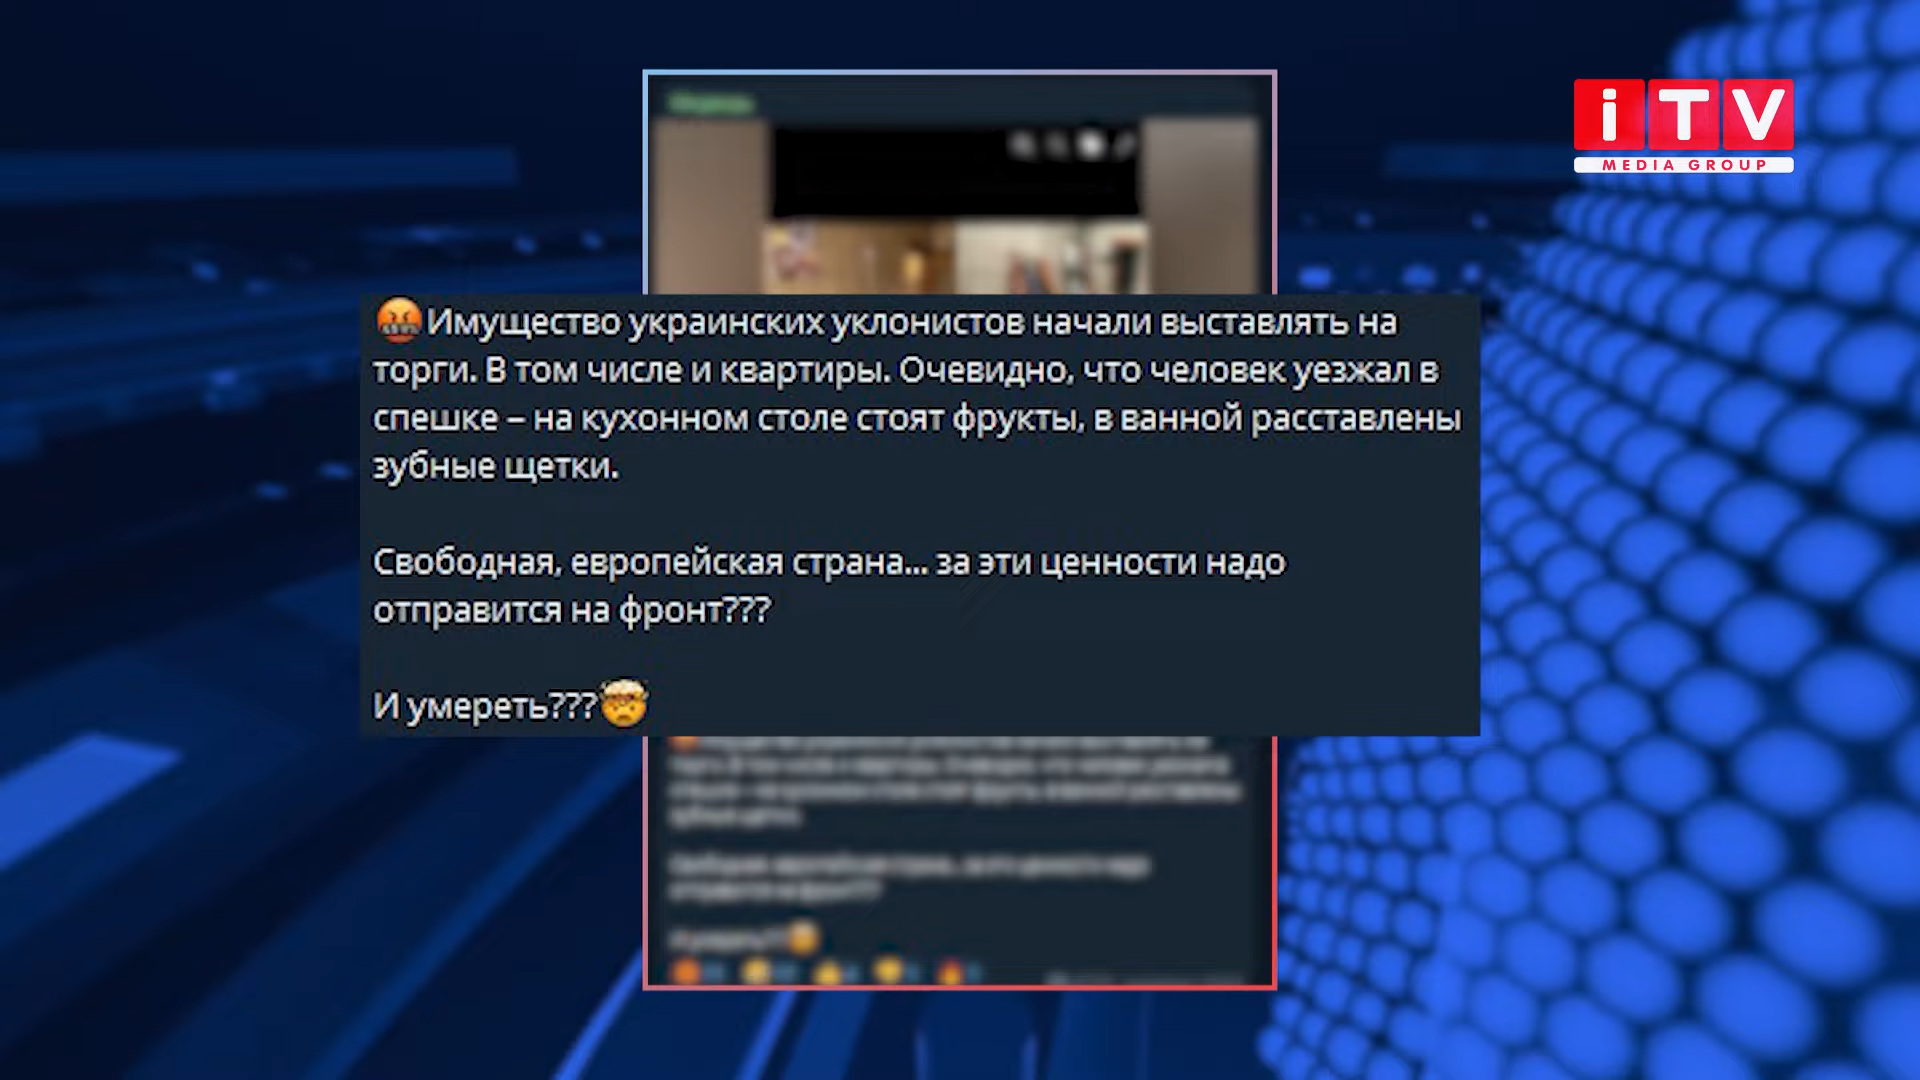 iTV
MEDIA GROUP
🤬Имущество украинских уклонистов начали выставлять на
торги. В том числе и квартиры. Очевидно, что человек уезжал в
спешке – на кухонном столе стоят фрукты, в ванной расставлены
зубные щетки.
Свободная, европейская страна... за эти ценности надо
отправится на фронт???
И умереть???🤯